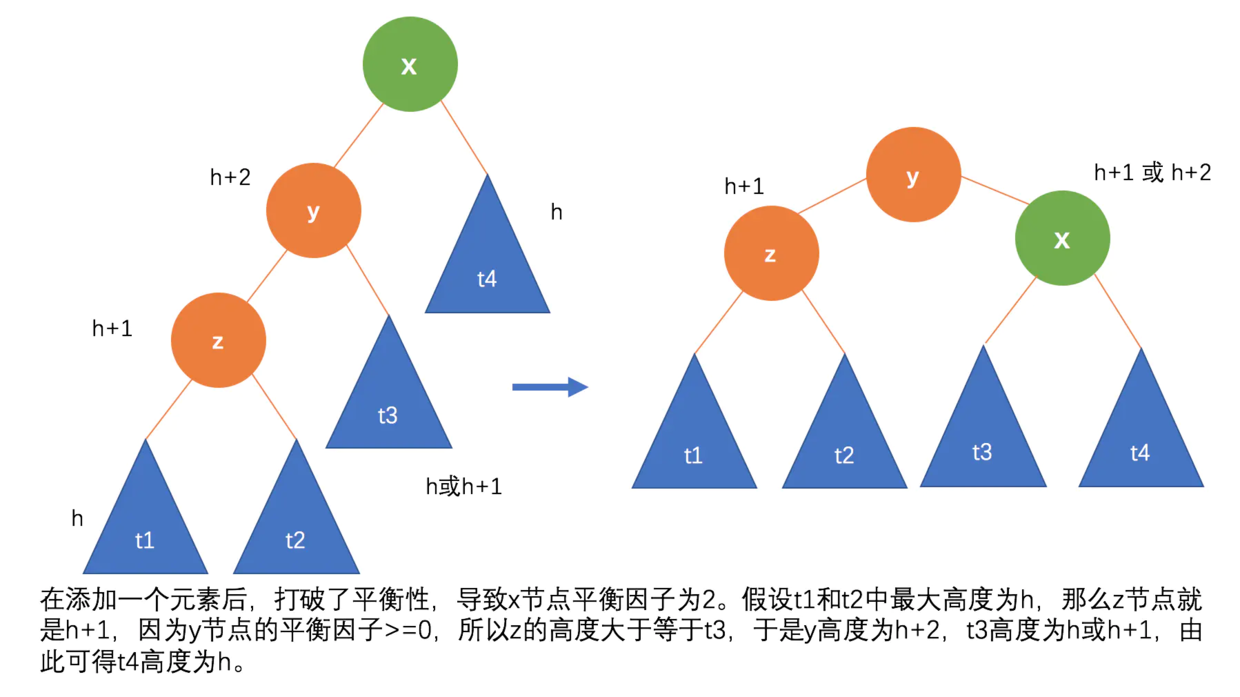 x
h+2
y
h
t4
h+1
z
t3
h或h+1
h
t1
t2
y
h+1
h+1 或 h+2
z
x
t1
t2
t3
t4
在添加一个元素后，打破了平衡性，导致x节点平衡因子为2。假设t1和t2中最大高度为h，那么z节点就
是h+1，因为y节点的平衡因子>=0，所以z的高度大于等于t3，于是y高度为h+2，t3高度为h或h+1，由
此可得t4高度为h。